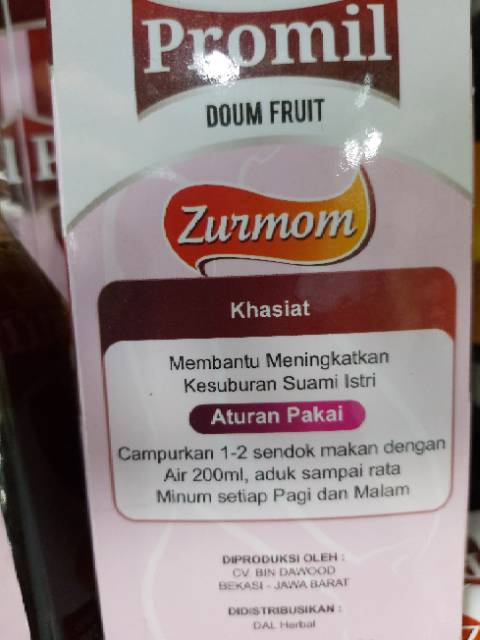 Promil
DOUM FRUIT
Zurmom
Khasiat
Membantu Meningkatkan
Kesuburan Suami Istri
Aturan Pakai
Campurkan 1-2 sendok makan dengan
Air 200ml, aduk sampai rata
Minum setiap Pagi dan Malam
DIPRODUKSI OLEH :
CV. BIN DAWOOD
BEKASI - JAWA BARAT
DIDISTRIBUSIKAN :
DAL Herbal